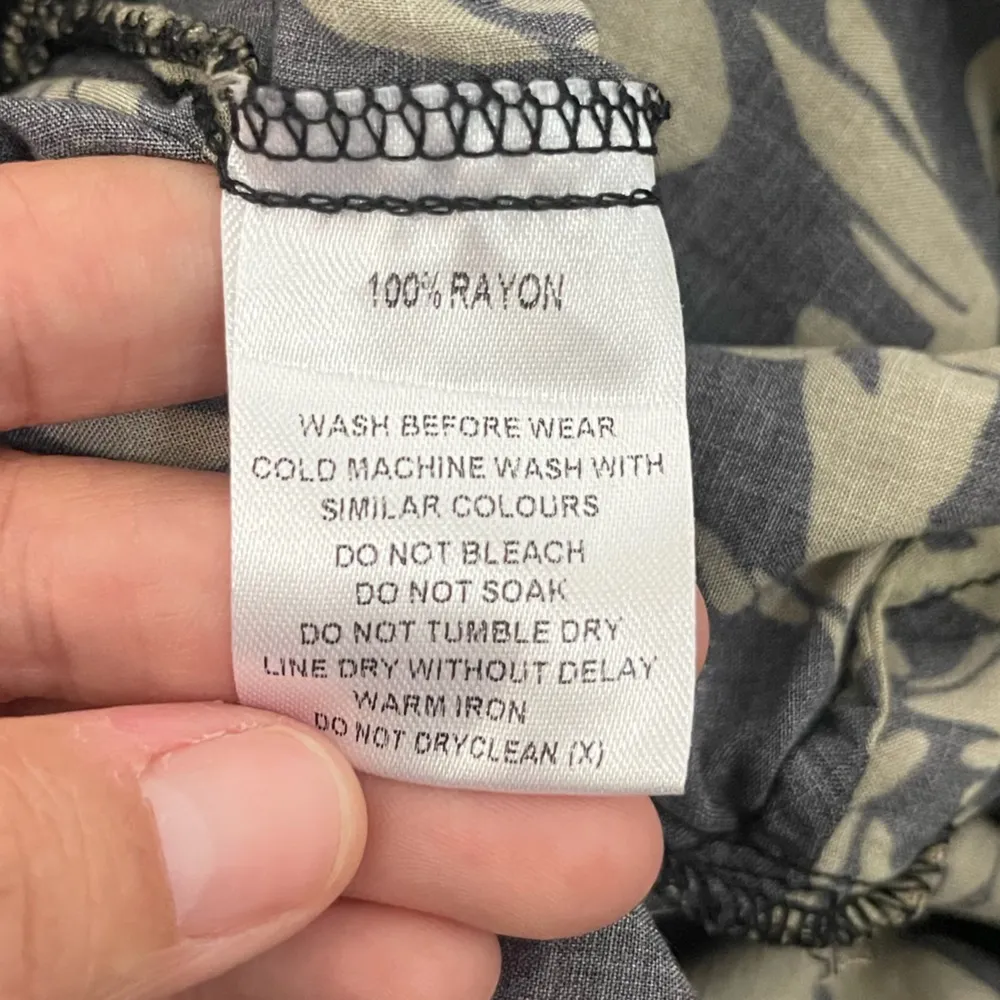 100% RAYON
WASH BEFORE WEAR
COLD MACHINE WASH WITH
SIMILAR COLOURS
DO NOT BLEACH
DO NOT SOAK
DO NOT TUMBLE DRY
LINE DRY WITHOUT DELAY
WARM IRON
DO NOT DRYCLEAN (X)